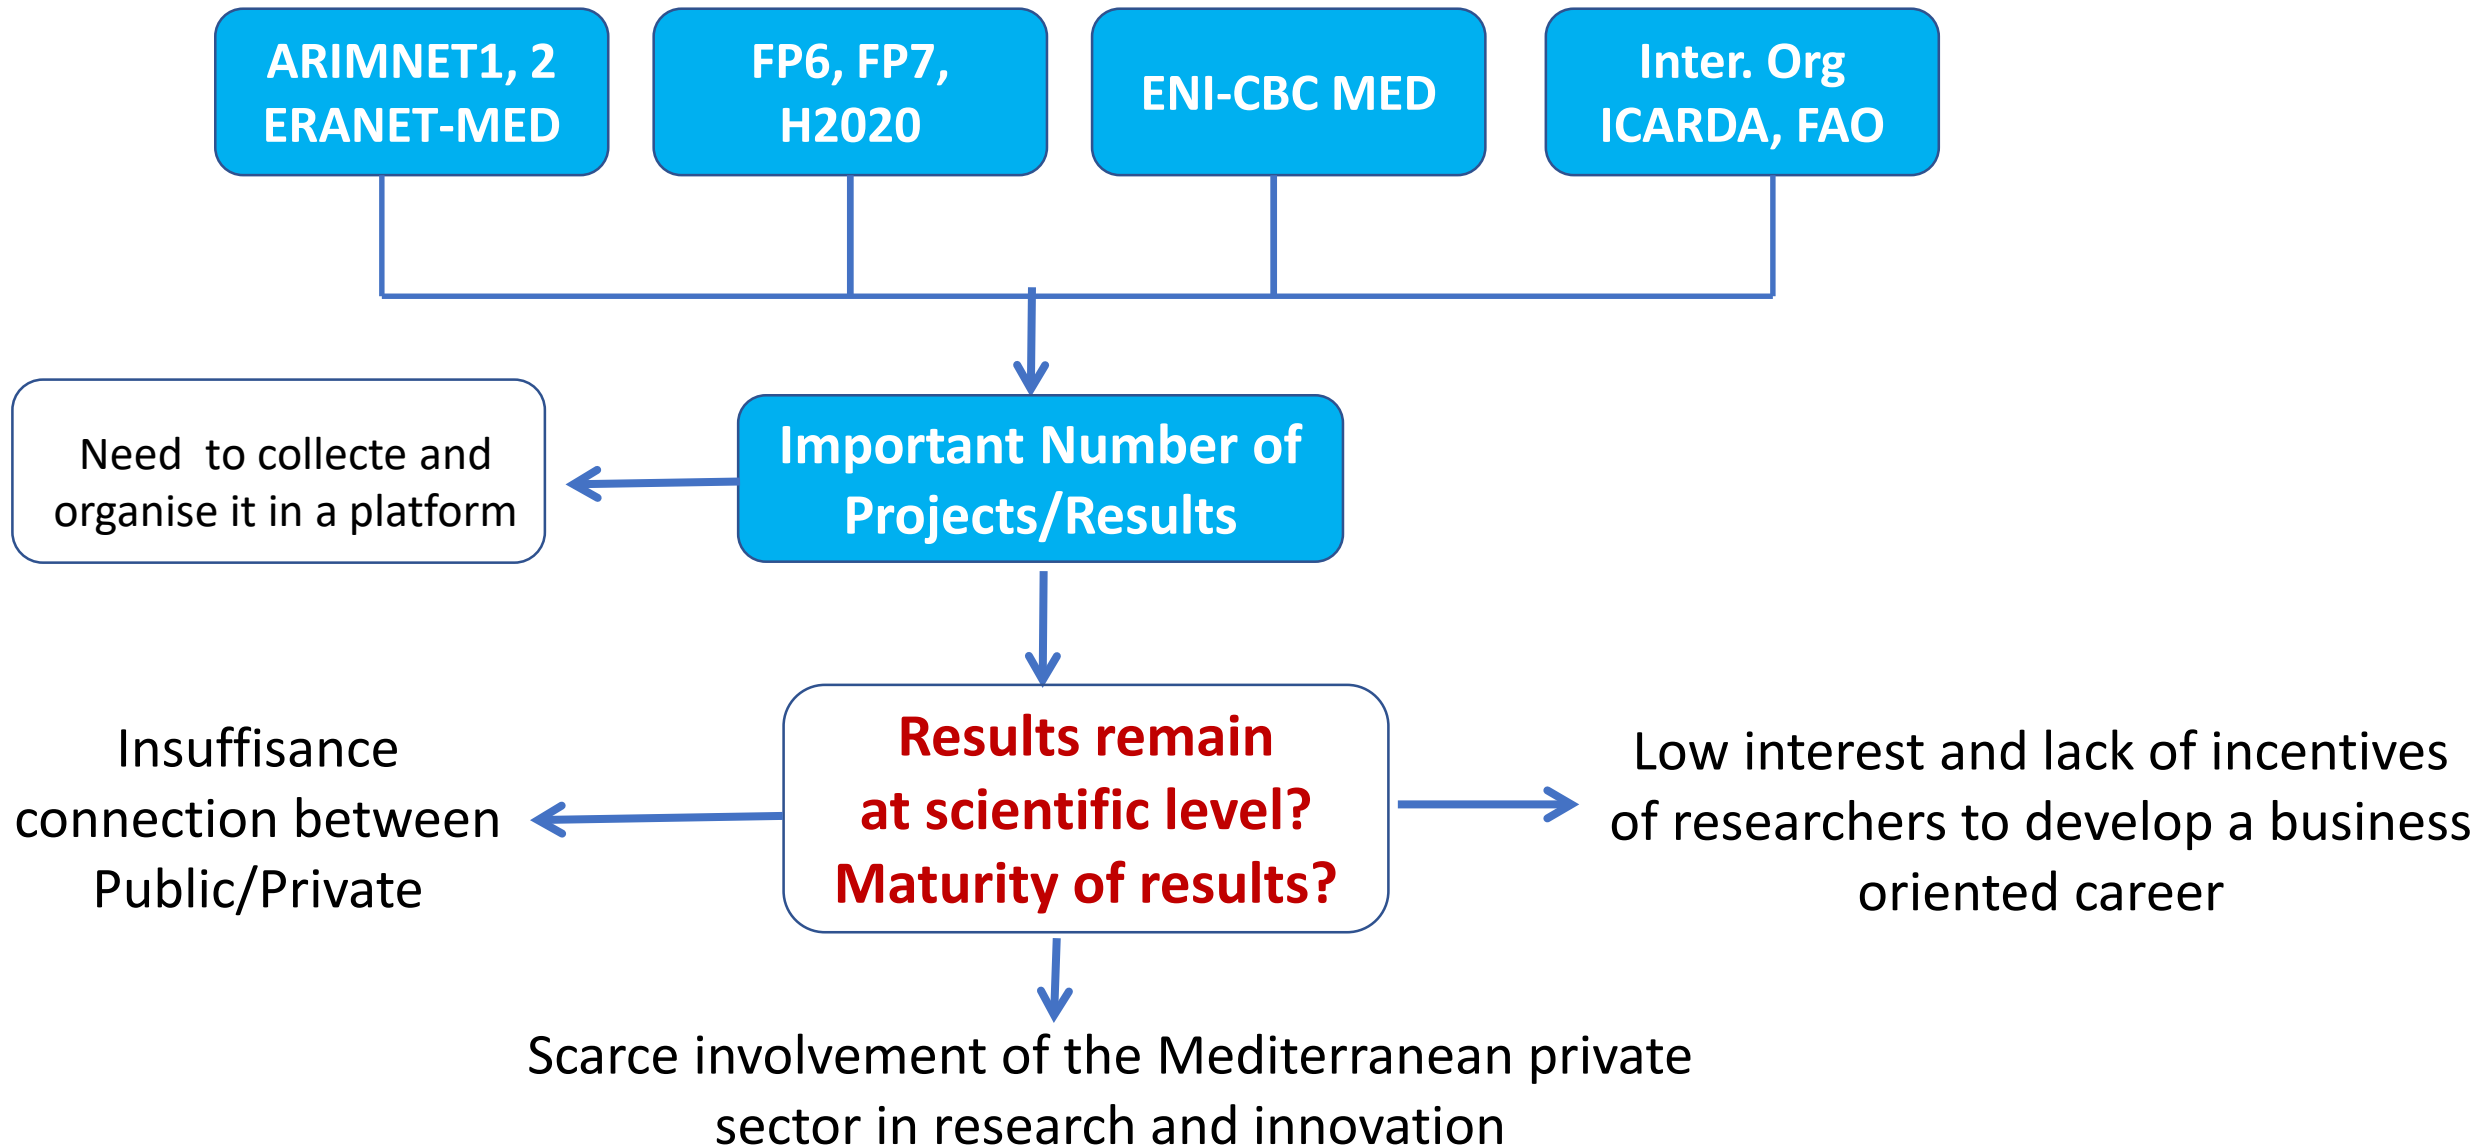 ARIMNET1, 2
ERANET-MED
FP6, FP7,
H2020
ENI-CBC MED
Inter. Org
ICARDA, FAO
Need  to collecte and
organise it in a platform
Important Number of
Projects/Results
Insuffisance
connection between
Public/Private
Results remain
at scientific level?
Maturity of results?
Low interest and lack of incentives
of researchers to develop a business
oriented career
Scarce involvement of the Mediterranean private
sector in research and innovation